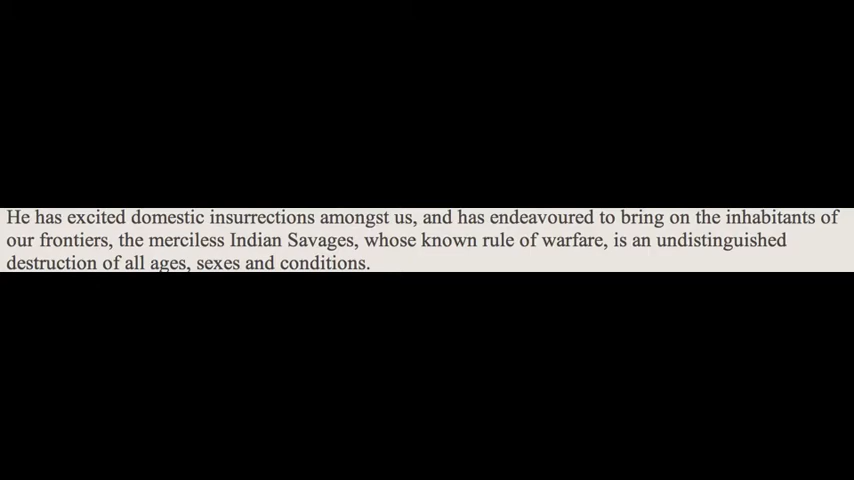 He has excited domestic insurrections amongst us, and has endeavoured to bring on the inhabitants of
our frontiers, the merciless Indian Savages, whose known rule of warfare, is an undistinguished
destruction of all ages, sexes and conditions.